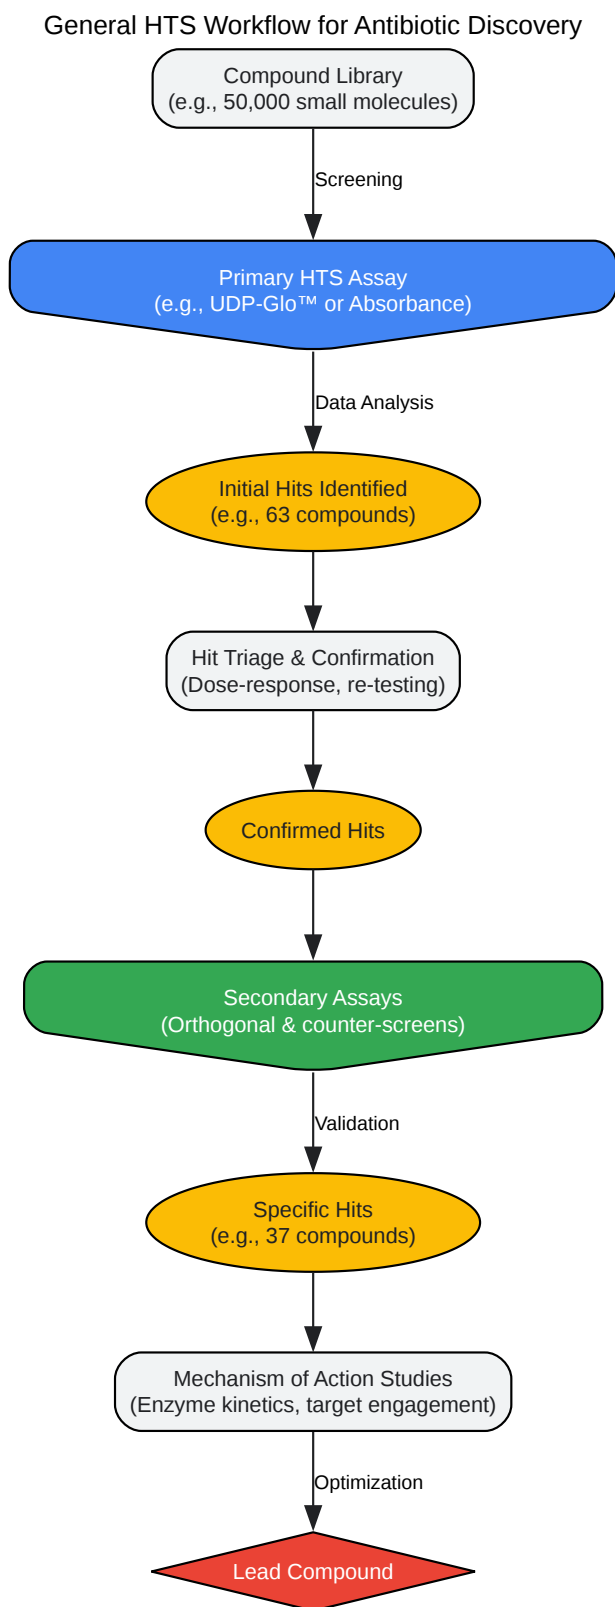 General HTS Workflow for Antibiotic Discovery
Compound Library
(e.g., 50,000 small molecules)
Screening
Primary HTS Assay
(e.g., UDP-Glo™ or Absorbance)
Data Analysis
Initial Hits Identified
(e.g., 63 compounds)
Hit Triage & Confirmation
(Dose-response, re-testing)
Confirmed Hits
Secondary Assays
(Orthogonal & counter-screens)
Validation
Specific Hits
(e.g., 37 compounds)
Mechanism of Action Studies
(Enzyme kinetics, target engagement)
Optimization
Lead Compound